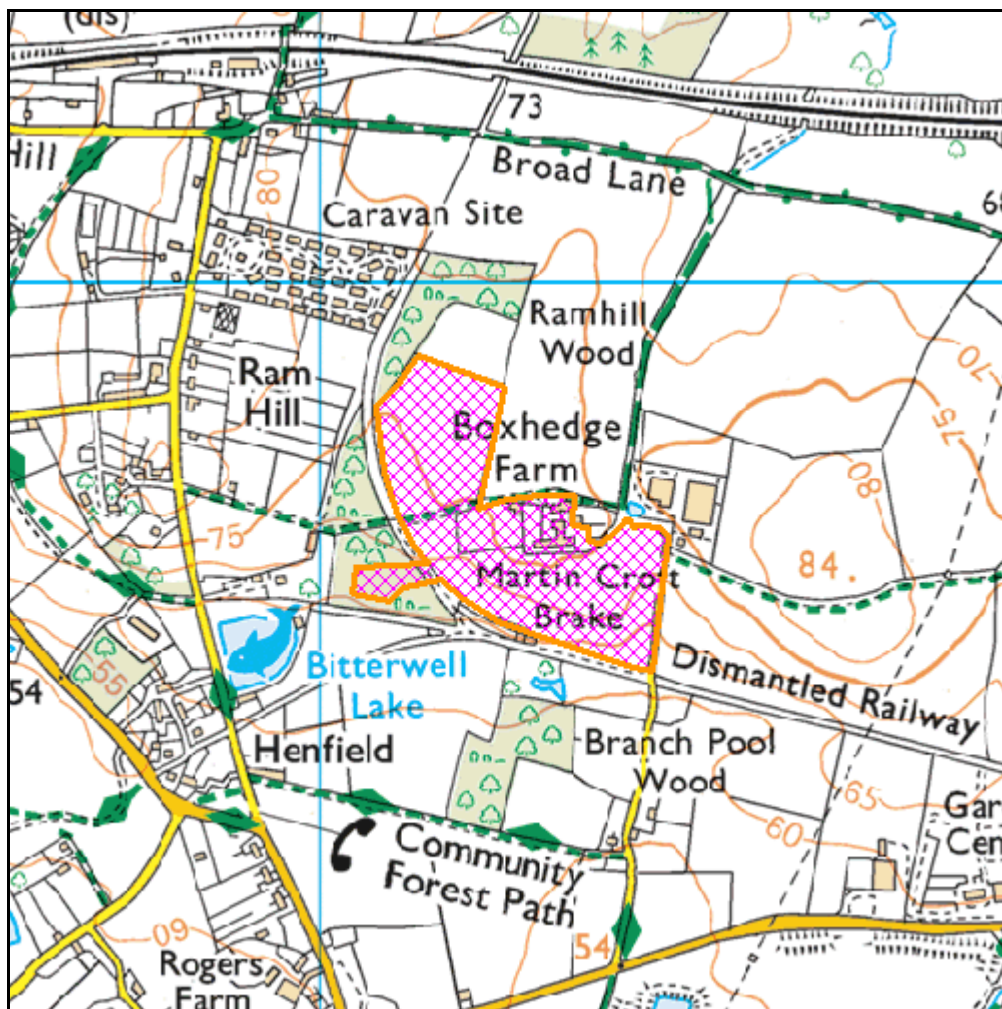 (dis)
73
Hill
Broad Lane
68
80
Caravan Site
Ramhill
Wood
70
Ram
Hill
75
Boxhedge
Farm
80
75
84.
Martin Croft
Brake
55
54
Bitterwell
Lake
Dismantled Railway
Henfield
Branch Pool
Wood
65
Gar
Cen
60
Community
Forest Path
60
54
Rogers
Farm